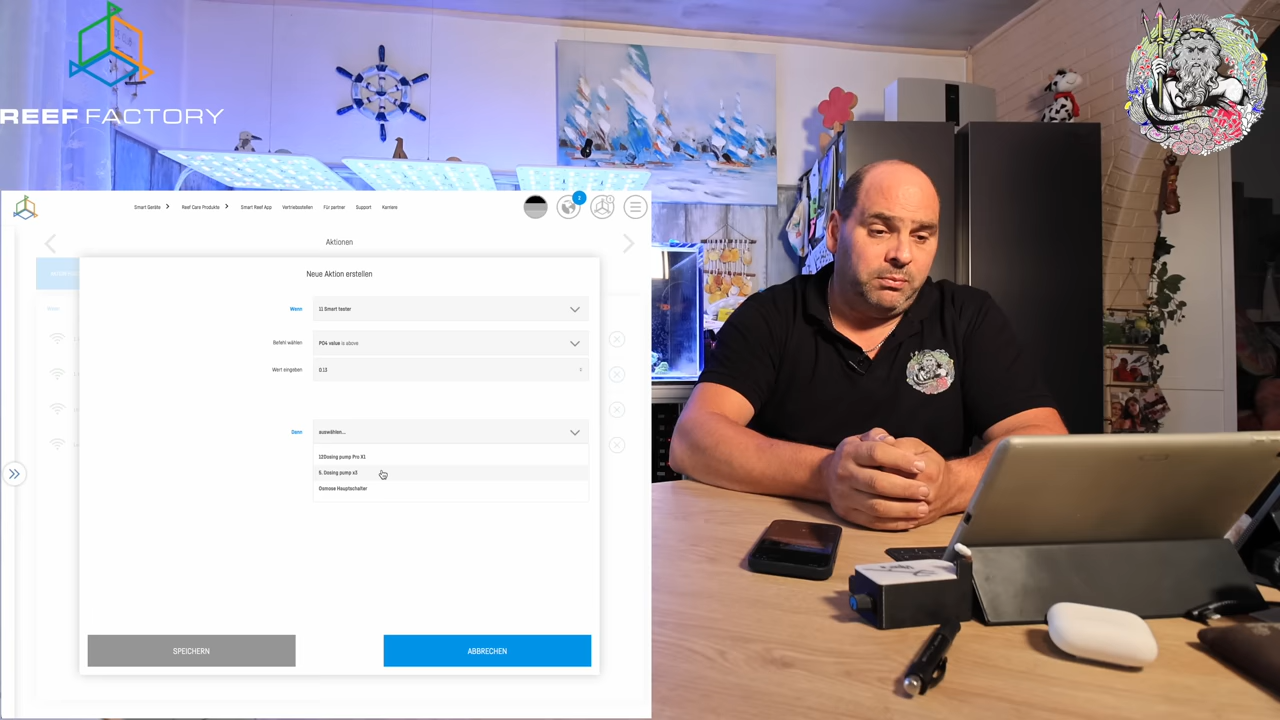 REEF FACTORY
Smart Geräte
Reef Care Produkte
Smart Reef App
Vertriebsstellen
Für partner
Support
Karriere
2
Aktionen
Neue Aktion erstellen
Wenn
11 Smart tester
Befehl wählen
PO4 value is above
Wert eingeben
0.13
Dann
auswählen...
12Dosing pump Pro X1
5. Dosing pump x3
Osmose Hauptschalter
SPEICHERN
ABBRECHEN